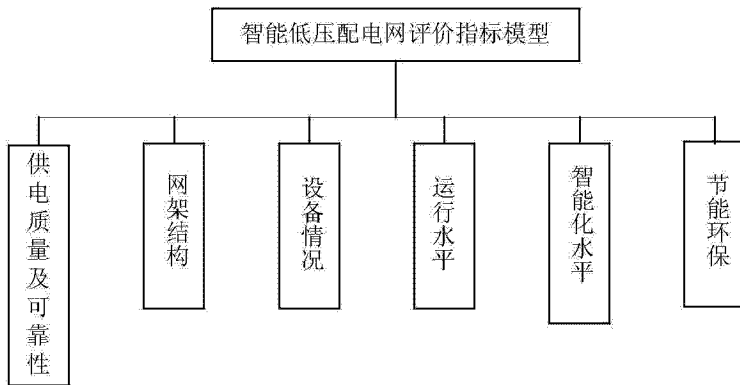 智能低压配电网评价指标模型
供电质量及可靠性
网架结构
设备情况
运行水平
智能化水平
节能环保